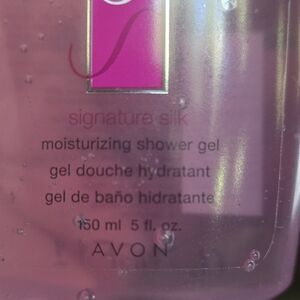 signature silk
moisturizing shower gel
gel douche hydratant
gel de baño hidratante
150 ml 5 fl. oz.
AVON